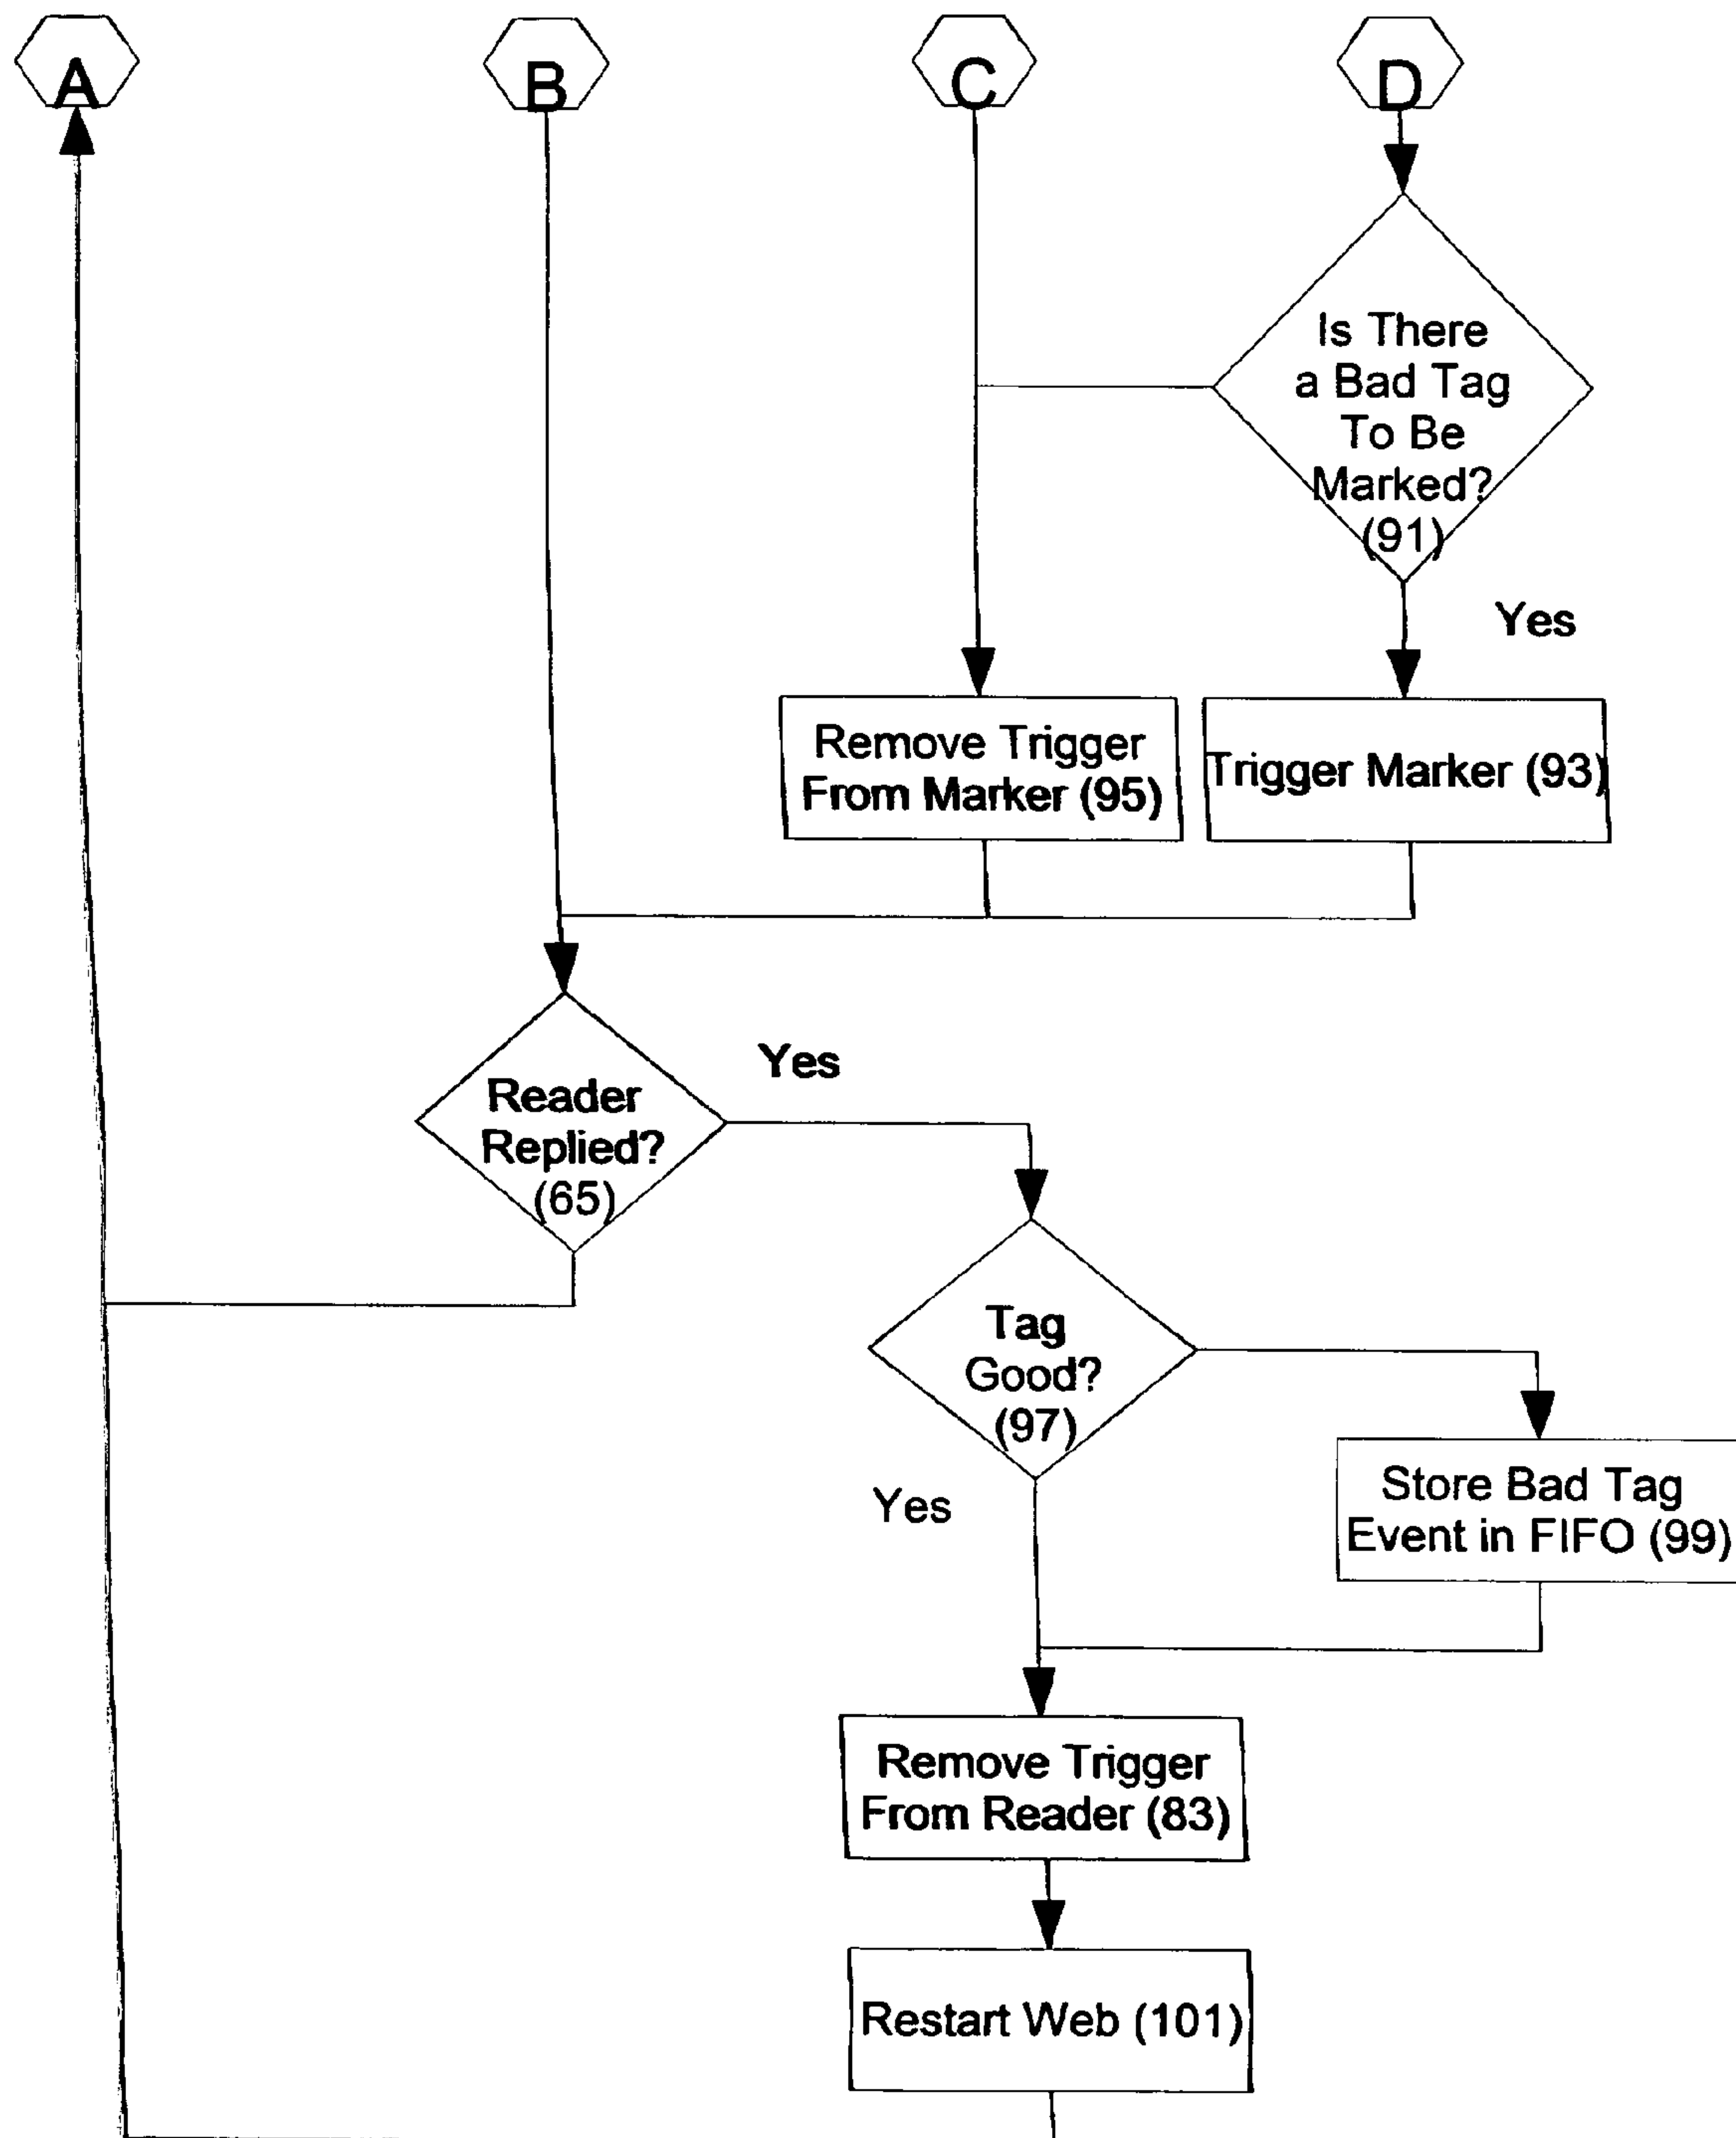 A
B
C
D
Is There
a Bad Tag
To Be
Marked?
(91)
Yes
Remove Trigger
From Marker (95)
Trigger Marker (93)
Reader
Replied?
(65)
Yes
Tag
Good?
(97)
Yes
Store Bad Tag
Event in FIFO (99)
Remove Trigger
From Reader (83)
Restart Web (101)